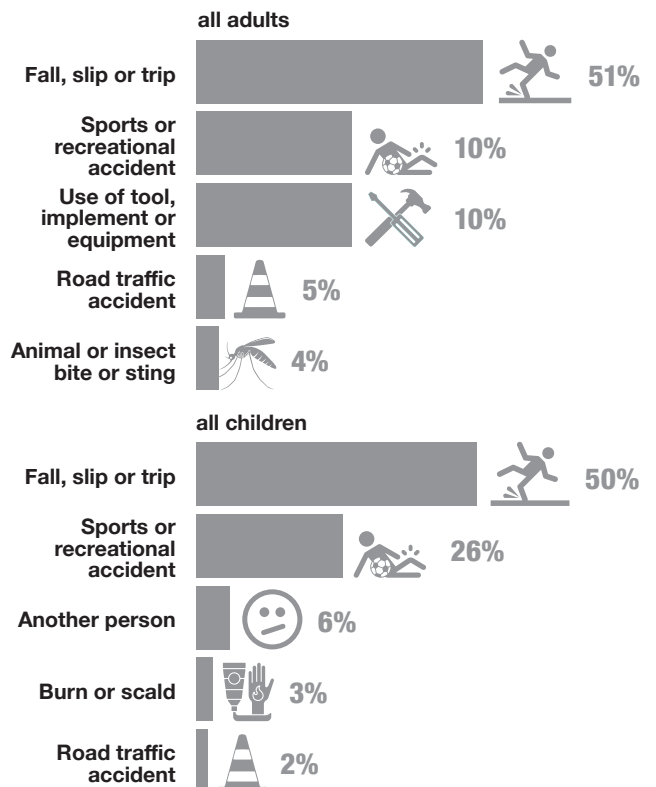 all adults
Fall, slip or trip
51%
Sports or
recreational
accident
10%
Use of tool,
implement or
equipment
10%
Road traffic
accident
5%
Animal or insect
bite or sting
4%
all children
Fall, slip or trip
50%
Sports or
recreational
accident
26%
Another person
6%
Burn or scald
3%
Road traffic
accident
2%